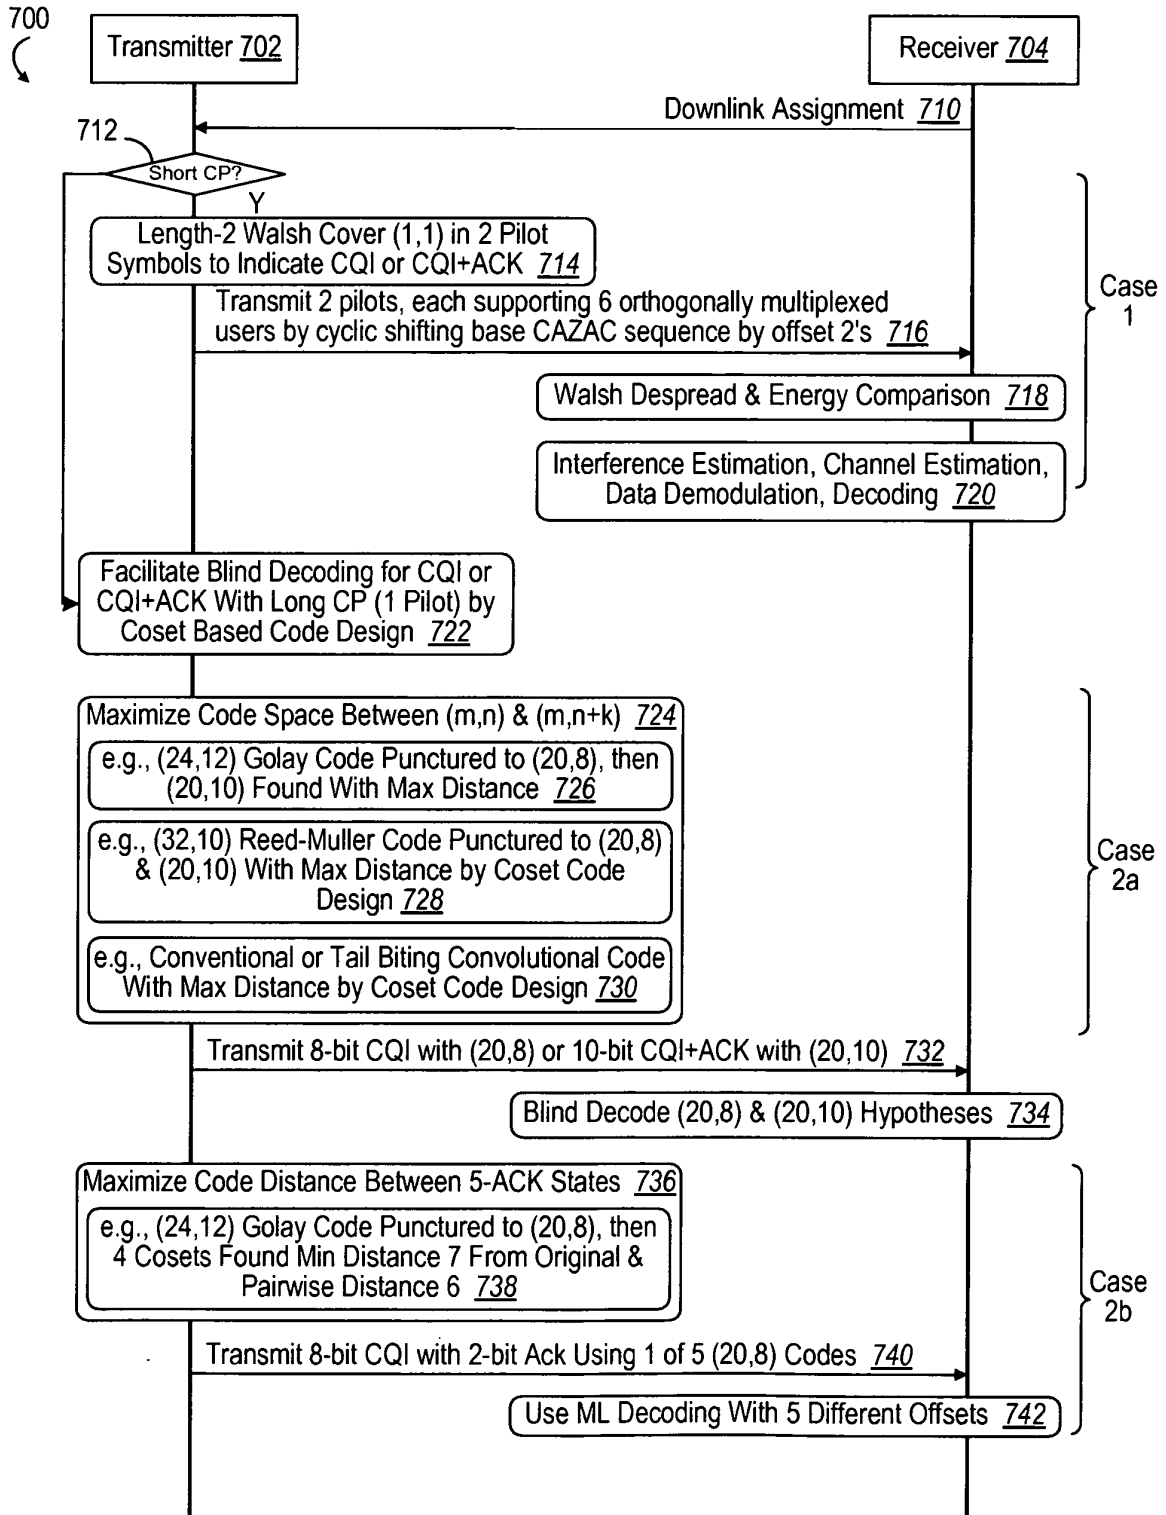 700
Transmitter 702
Receiver 704
Downlink Assignment 710
712
Short CP?
Y
Length-2 Walsh Cover (1,1) in 2 Pilot
Symbols to Indicate CQI or CQI+ACK 714
Transmit 2 pilots, each supporting 6 orthogonally multiplexed
users by cyclic shifting base CAZAC sequence by offset 2's 716
Walsh Despread & Energy Comparison 718
Interference Estimation, Channel Estimation,
Data Demodulation, Decoding 720
Case
1
Facilitate Blind Decoding for CQI or
CQI+ACK With Long CP (1 Pilot) by
Coset Based Code Design 722
Maximize Code Space Between (m,n) & (m,n+k) 724
e.g., (24,12) Golay Code Punctured to (20,8), then
(20,10) Found With Max Distance 726
e.g., (32,10) Reed-Muller Code Punctured to (20,8)
& (20,10) With Max Distance by Coset Code
Design 728
e.g., Conventional or Tail Biting Convolutional Code
With Max Distance by Coset Code Design 730
Case
2a
Transmit 8-bit CQI with (20,8) or 10-bit CQI+ACK with (20,10) 732
Blind Decode (20,8) & (20,10) Hypotheses 734
Maximize Code Distance Between 5-ACK States 736
e.g., (24,12) Golay Code Punctured to (20,8), then
4 Cosets Found Min Distance 7 From Original &
Pairwise Distance 6 738
Case
2b
Transmit 8-bit CQI with 2-bit Ack Using 1 of 5 (20,8) Codes 740
Use ML Decoding With 5 Different Offsets 742